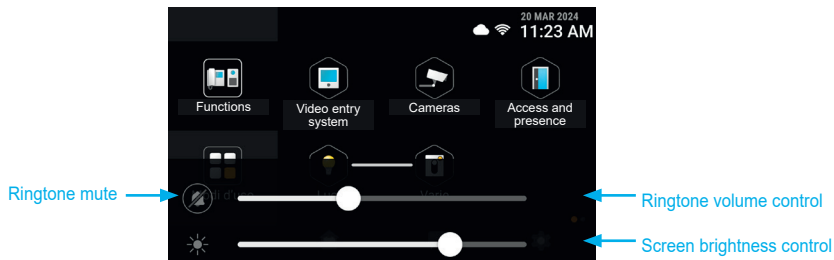 20 MAR 2024
11:23 AM
Functions
Video entry
system
Cameras
Access and
presence
Ringtone mute
Ringtone volume control
Screen brightness control